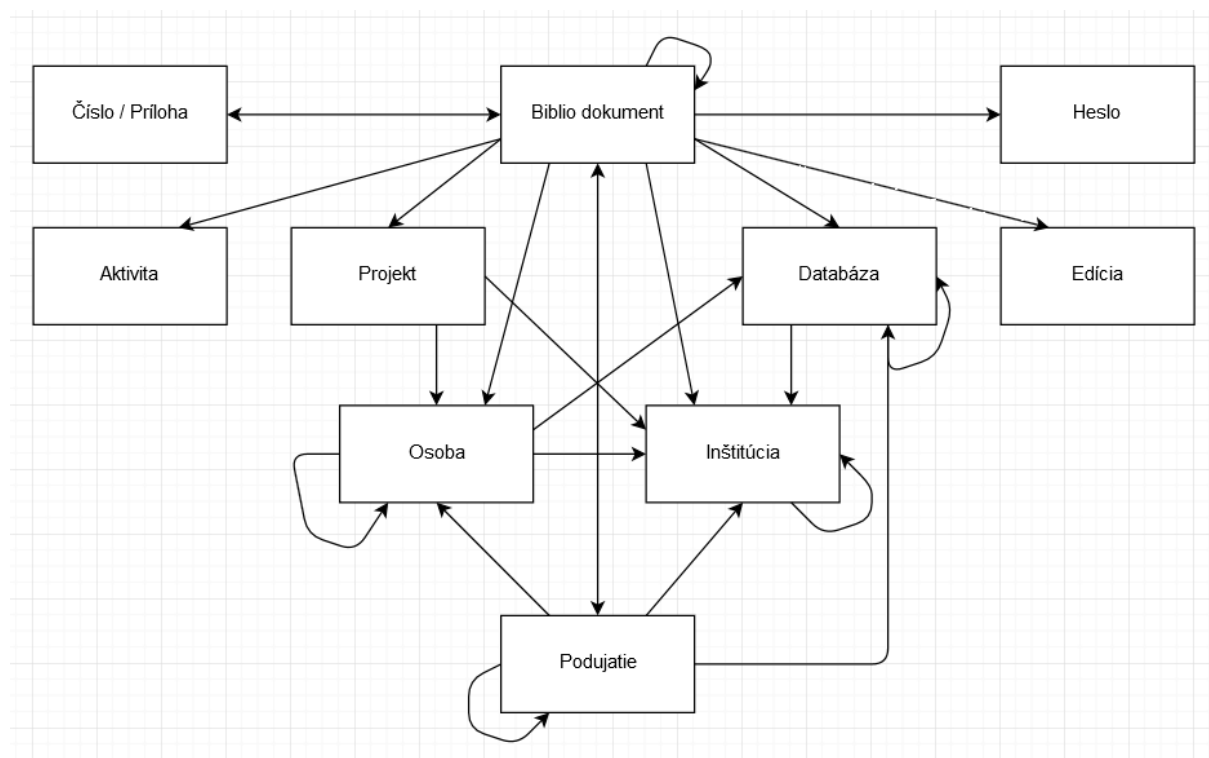 Číslo / Príloha
Biblio dokument
Heslo
Aktivita
Projekt
Databáza
Edícia
Osoba
Inštitúcia
Podujatie